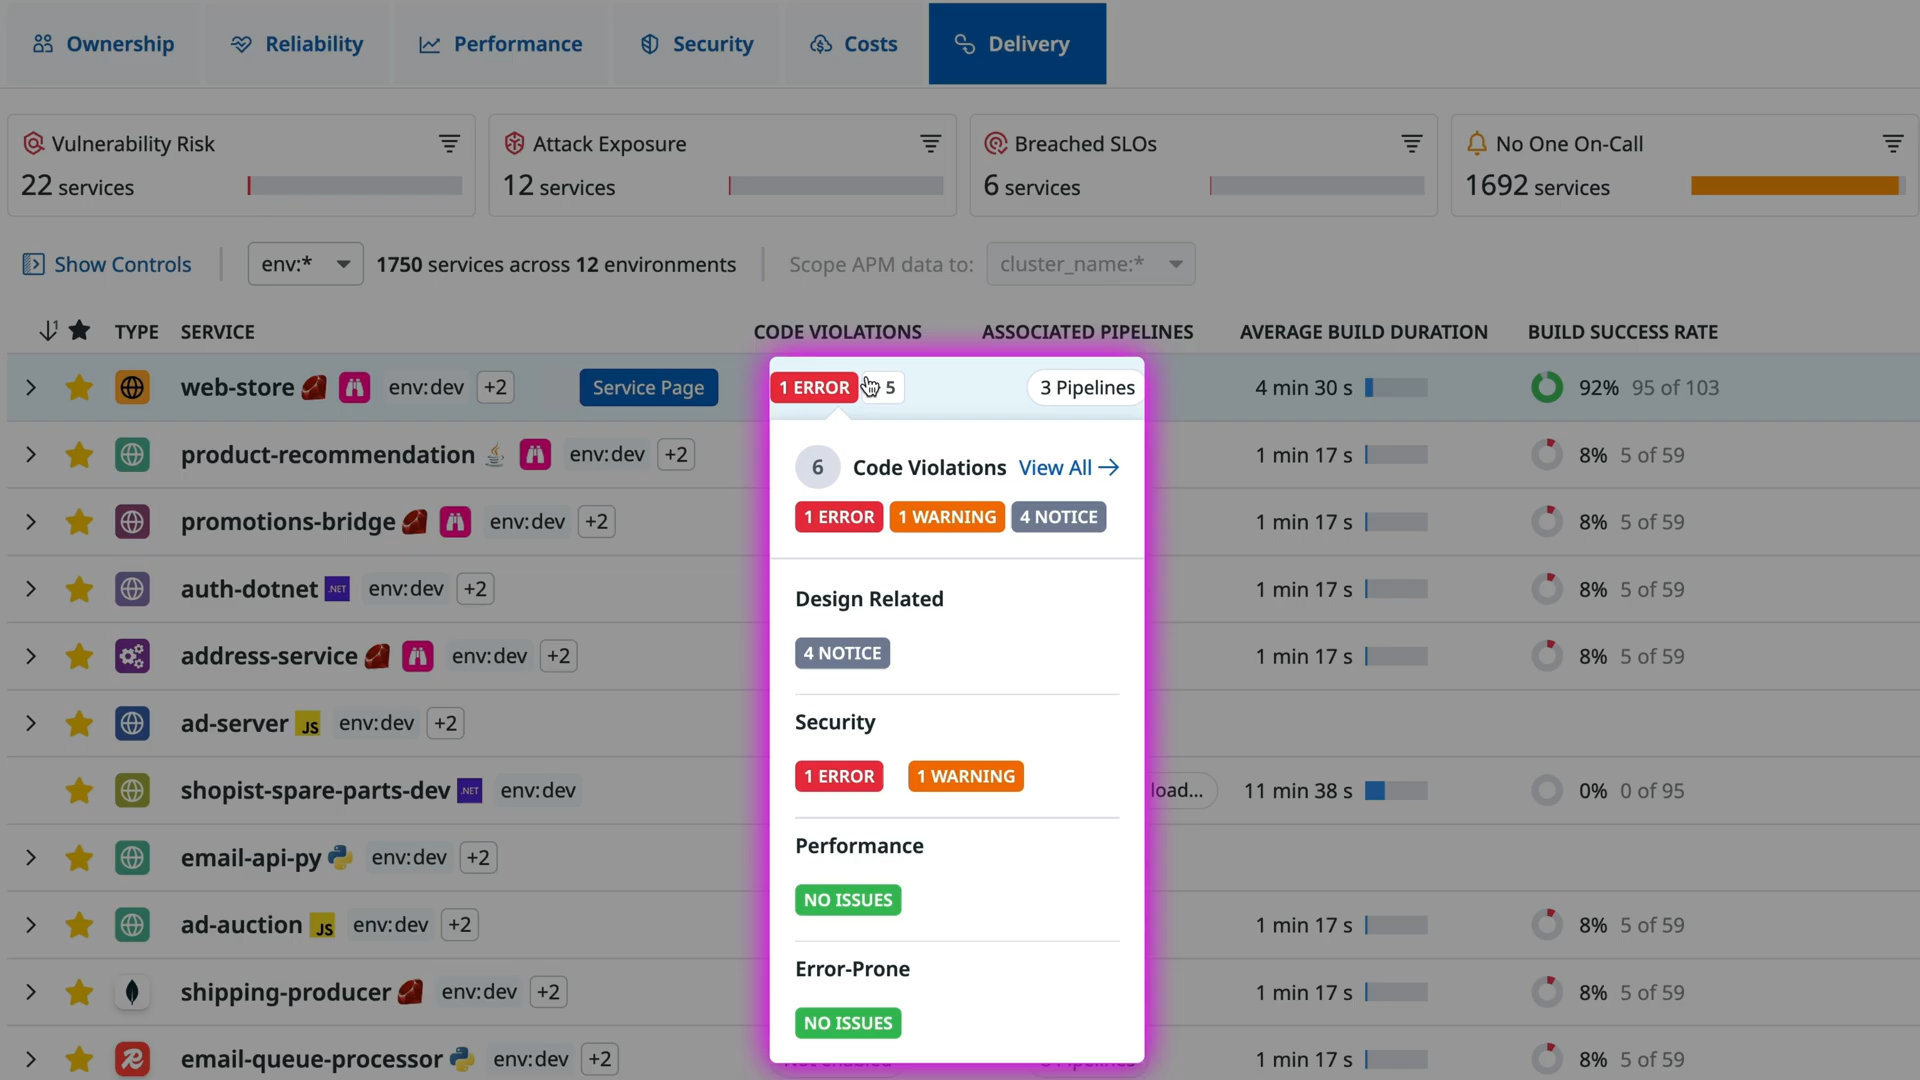 Ownership Reliability Performance Security Costs Delivery
Vulnerability Risk Attack Exposure Breached SLOs No One On-Call
22 services 12 services 6 services 1692 services
Show Controls env:* 1750 services across 12 environments Scope APM data to: cluster_name:*
TYPE SERVICE CODE VIOLATIONS ASSOCIATED PIPELINES AVERAGE BUILD DURATION BUILD SUCCESS RATE
web-store env:dev +2 Service Page 1 ERROR 5 3 Pipelines 4 min 30 s 92% 95 of 103
product-recommendation env:dev +2 1 min 17 s 8% 5 of 59
6 Code Violations View All
1 ERROR 1 WARNING 4 NOTICE
promotions-bridge env:dev +2 1 min 17 s 8% 5 of 59
auth-dotnet .NET env:dev +2 1 min 17 s 8% 5 of 59
Design Related
4 NOTICE
address-service env:dev +2 1 min 17 s 8% 5 of 59
ad-server JS env:dev +2
Security
1 ERROR 1 WARNING
shopist-spare-parts-dev .NET env:dev load... 11 min 38 s 0% 0 of 95
Performance
email-api-py env:dev +2
NO ISSUES
ad-auction JS env:dev +2 1 min 17 s 8% 5 of 59
Error-Prone
shipping-producer env:dev +2 1 min 17 s 8% 5 of 59
NO ISSUES
email-queue-processor env:dev +2 1 min 17 s 8% 5 of 59